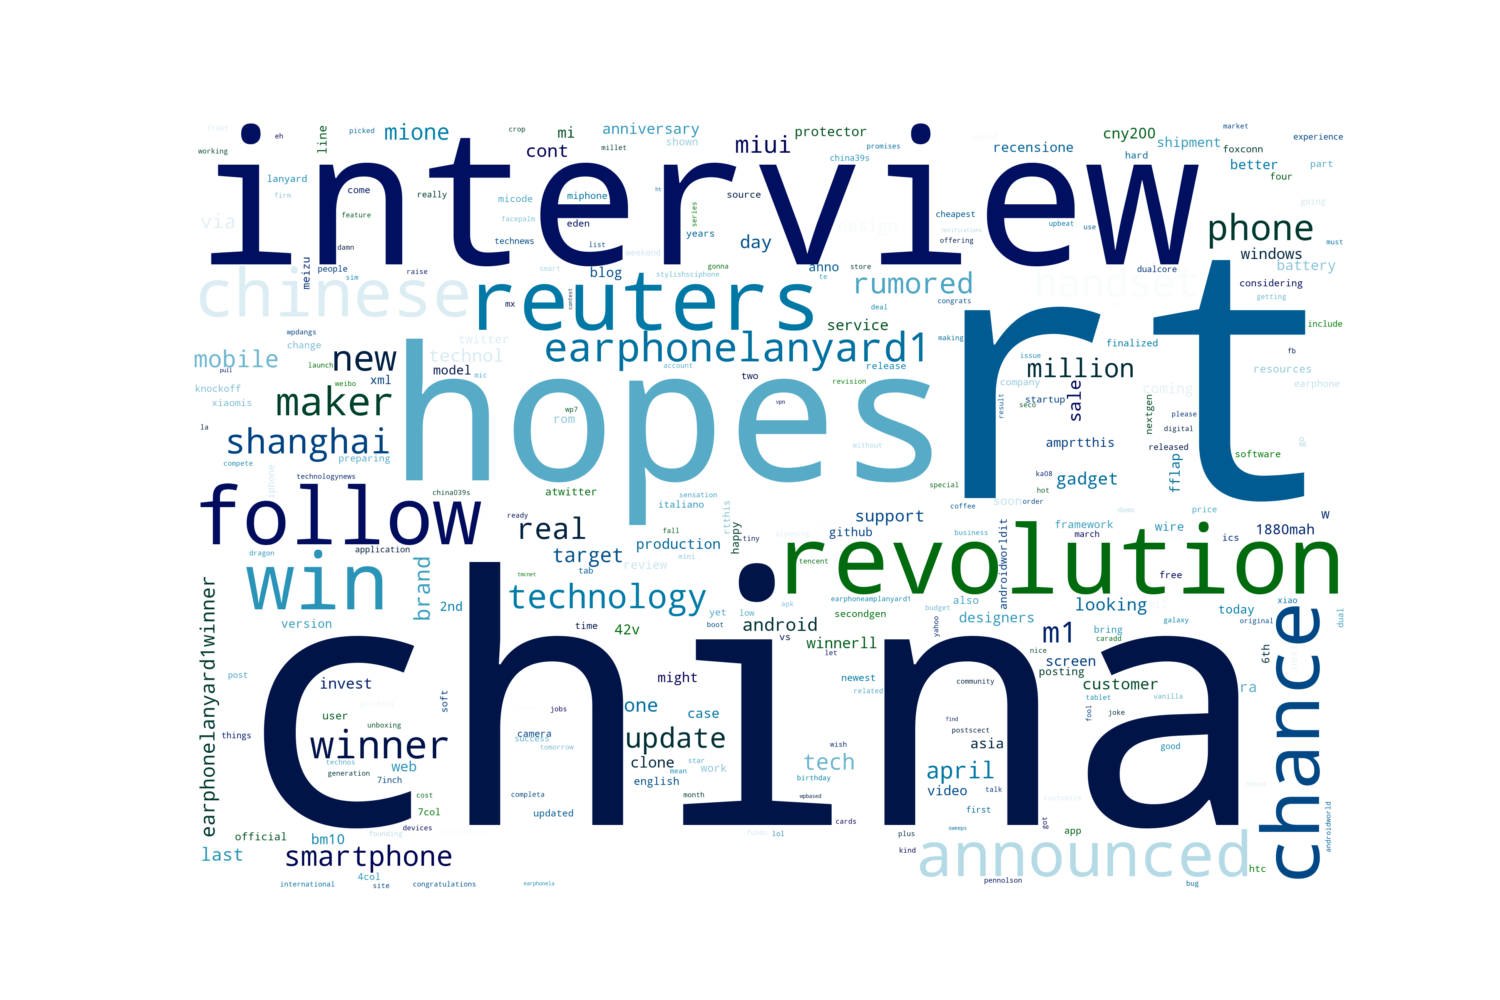 interview
rt
china
hopes
revolution
chance
announced
follow
reuters
chinese
win
earphonelanyard1
earphonelanyard1winner
technology
shanghai
winner
smartphone
maker
new
phone
million
rumored
mobile
real
update
handset
april
m1
mione
mi
line
anniversary
shown
protector
cny200
shipment
market
experience
foxconn
better
part
four
hard
recensione
promises
china39s
miui
cont
crop
millet
picked
eh
working
front
lanyard
firm
via
come
really
feature
damn
people
sim
meizu
raise
micode
miphone
facepalm
eden
technews
list
blog
smart
weekend
ht
series
years
source
day
design
gonna
stylishsciphone
anno
te
store
cheapest
notifications
offering
upbeat
use
dualcore
windows
battery
going
must
considering
getting
include
fb
resources
earphone
finalized
making
congrats
deal
service
release
revision
account
two
vpn
wp7
rom
without
mx
contest
twitter
technol
model
mic
xml
weibo
launch
pull
change
wpdangs
knockoff
xiaomis
la
compete
preparing
technologynews
iphone
china039s
atwitter
italiano
sensation
rtthis
special
coffee
soon
order
hot
ka08
amprtthis
startup
company
issue
result
seco
sale
coming
nextgen
please
digital
released
go
software
gadget
fflap
price
demo
w
1880mah
ics
wire
framework
march
androidworldit
business
support
github
tencent
planning
tiny
happy
fall
production
mini
review
target
tab
ready
application
dragon
tmcnet
brand
2nd
version
time
boot
yet
low
apk
android
vs
let
earphoneamplanyard1
secondgen
winnerll
budget
yahoo
also
designers
looking
free
today
xiao
original
galaxy
dual
caradd
bring
nice
screen
posting
customer
6th
ra
vanilla
tablet
joke
fool
good
community
related
newest
find
postscect
asia
42v
might
one
case
jobs
camera
success
tomorrow
soft
invest
user
unboxing
post
things
technos
generation
web
7inch
cost
7col
devices
official
bm10
founding
last
4col
international
site
congratulations
earphonela
completa
updated
clone
english
mean
star
work
month
tech
wish
birthday
wpbased
cards
funds
lol
plus
kind
sweeps
video
talk
first
got
app
customize
androidworld
htc
bug
pennolson